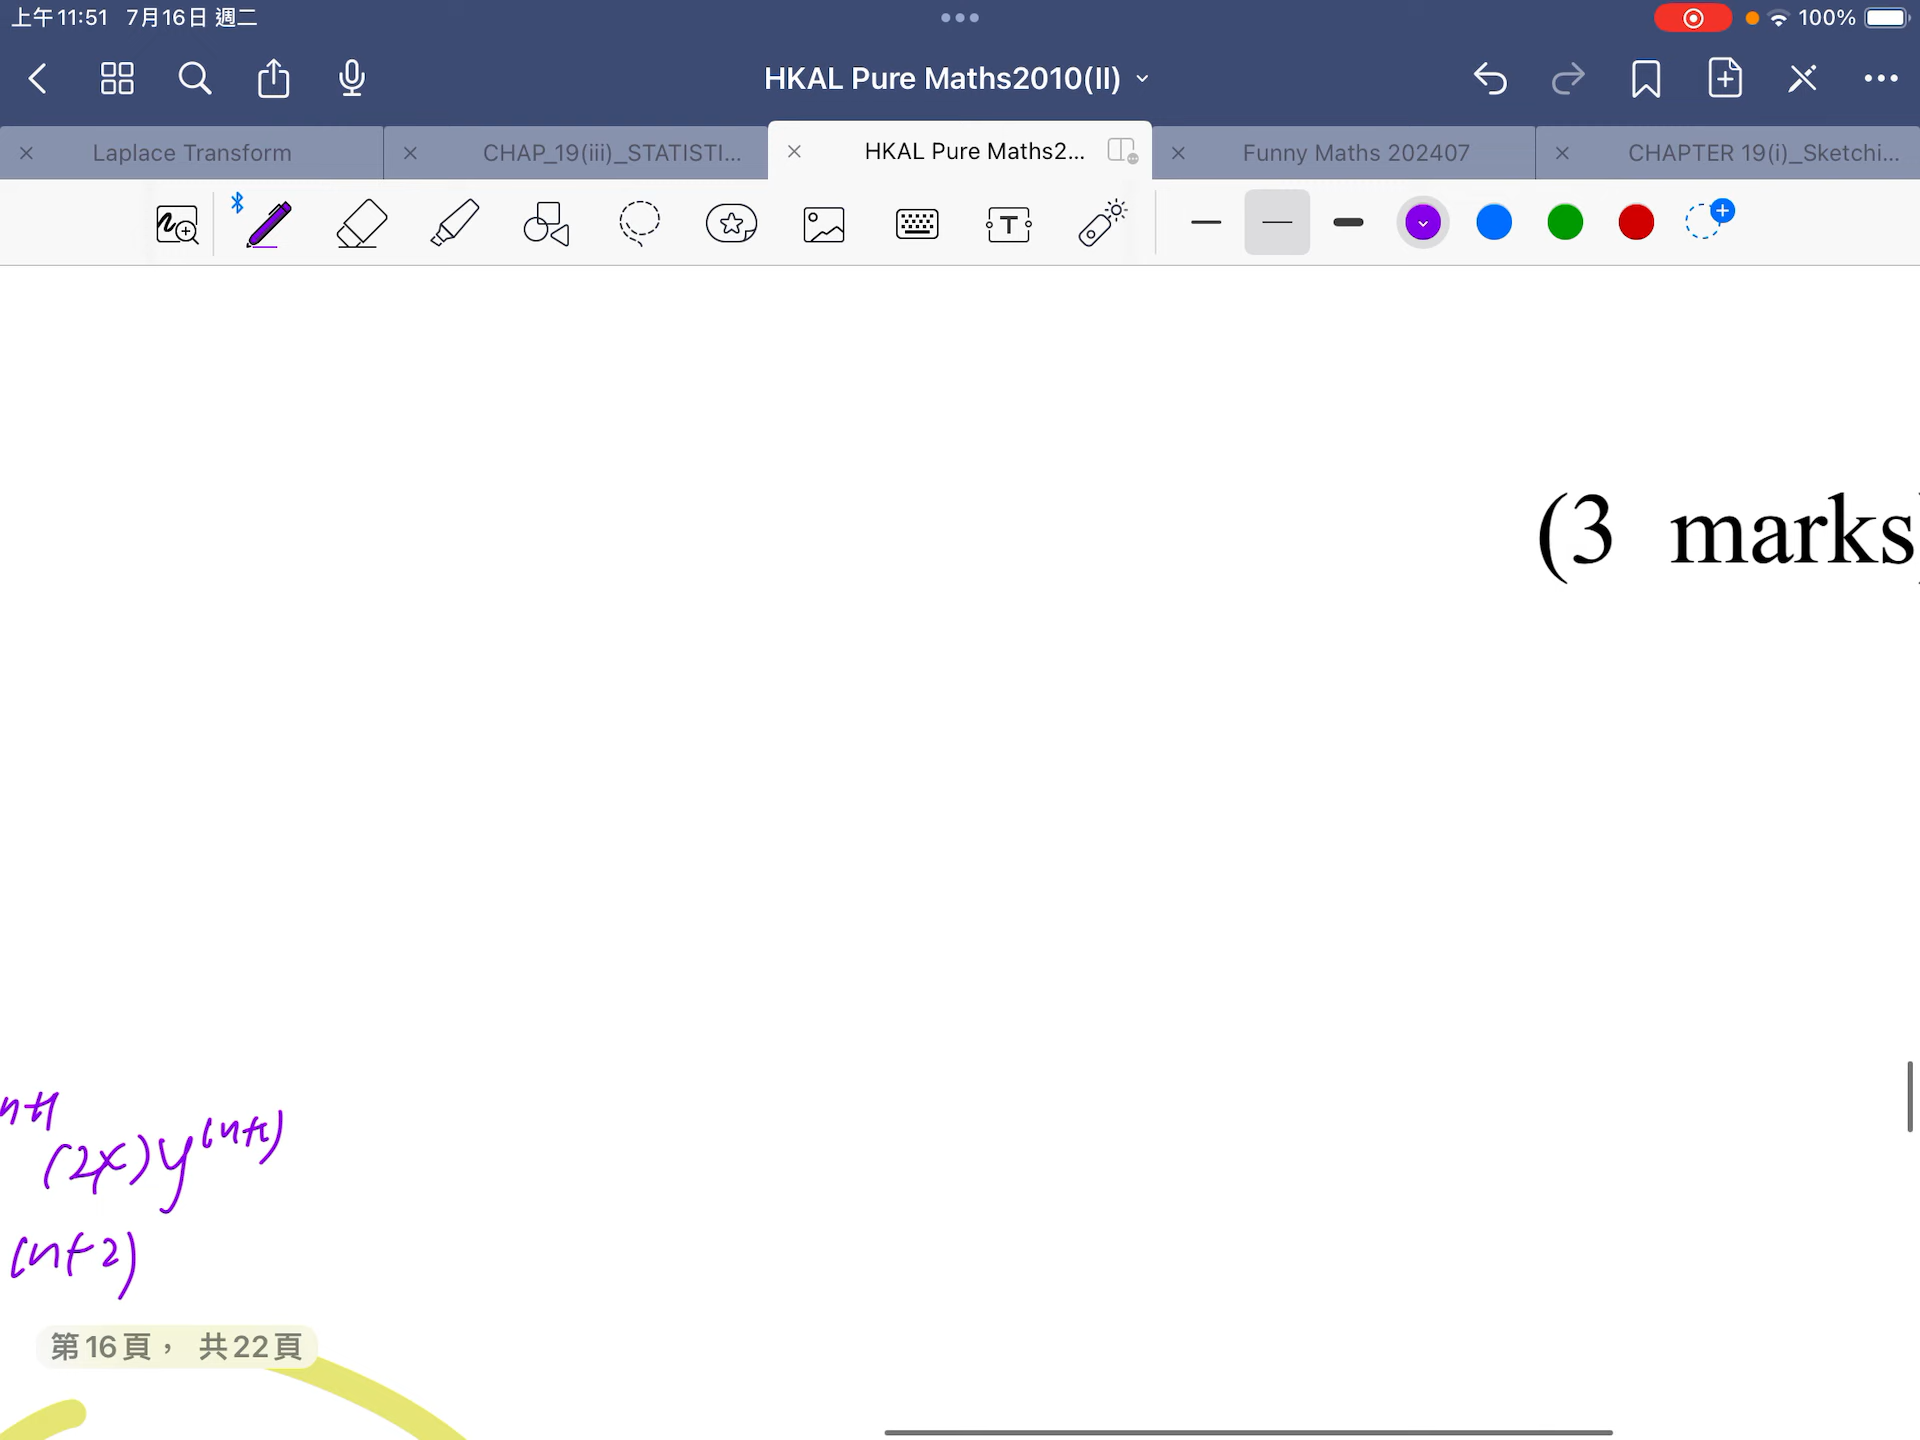 上午11:51 7月16日 週二
100%
HKAL Pure Maths2010(II)
Laplace Transform
CHAP_19(iii)_STATISTI...
HKAL Pure Maths2...
Funny Maths 202407
CHAPTER 19(i)_Sketchi...
T
(3 marks)
n+1
(2x)y^(n+1)
(n+2)
第16頁， 共22頁